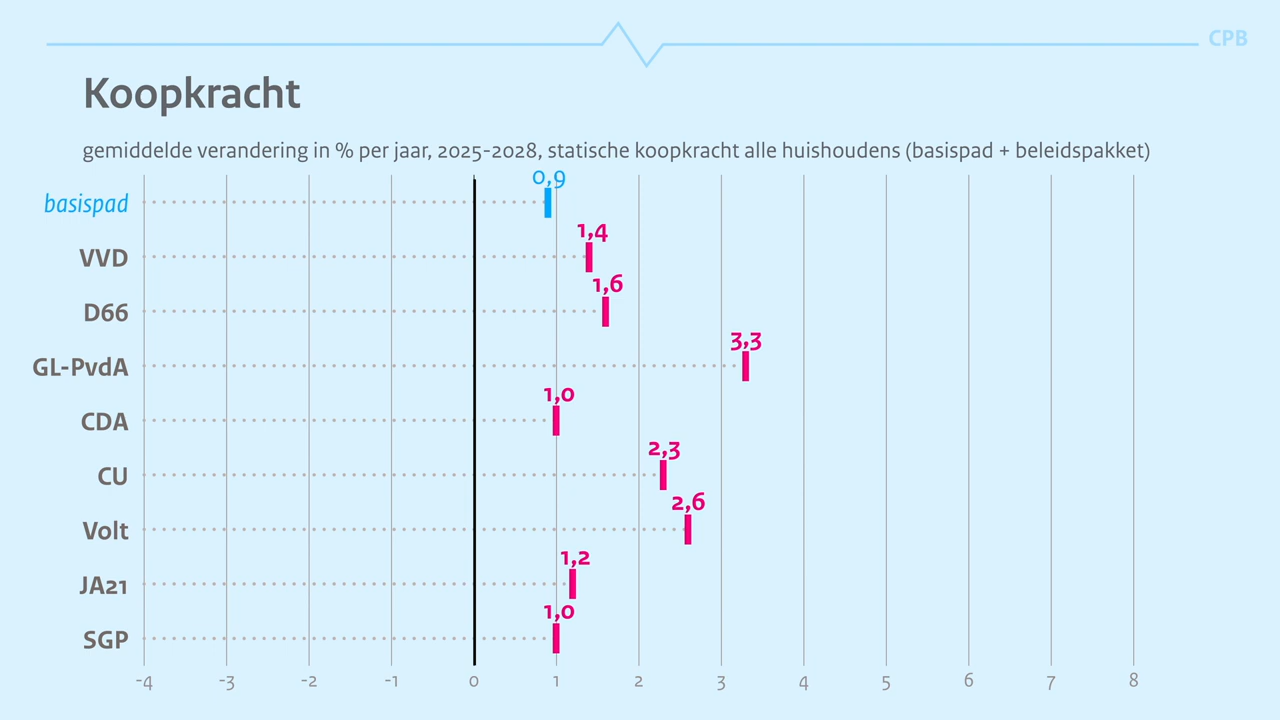 CPB
Koopkracht
gemiddelde verandering in % per jaar, 2025-2028, statische koopkracht alle huishoudens (basispad + beleidspakket)
basispad 0,9
VVD 1,4
D66 1,6
GL-PvdA 3,3
CDA 1,0
CU 2,3
Volt 2,6
JA21 1,2
SGP 1,0
-4 -3 -2 -1 0 1 2 3 4 5 6 7 8